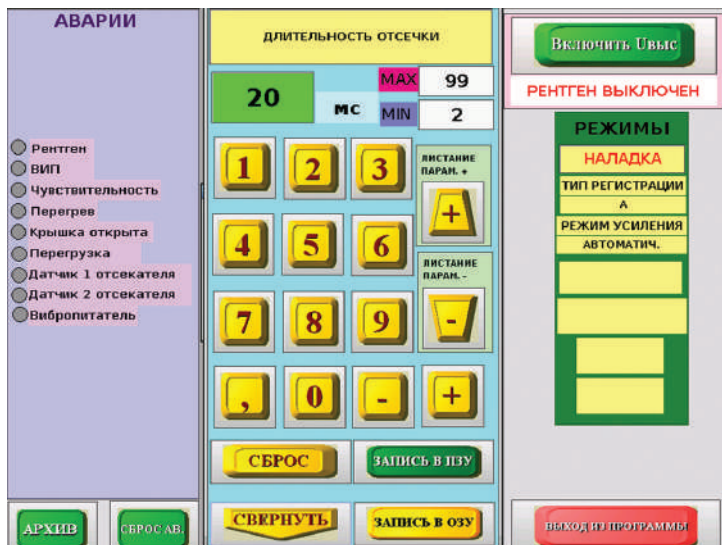 АВАРИИ
Рентген
ВИП
Чувствительность
Перегрев
Крышка открыта
Перегрузка
Датчик 1 отсекателя
Датчик 2 отсекателя
Вибропитатель
АРХИВ
СБРОС АВ.
ДЛИТЕЛЬНОСТЬ ОТСЕЧКИ
20
мс
MAX
99
MIN
2
1
2
3
4
5
6
7
8
9
,
0
-
+
ЛИСТАНИЕ
ПАРАМ. +
+
ЛИСТАНИЕ
ПАРАМ. -
-
СБРОС
ЗАПИСЬ В ПЗУ
СВЕРНУТЬ
ЗАПИСЬ В ОЗУ
Включить Uвыс
РЕНТГЕН ВЫКЛЮЧЕН
РЕЖИМЫ
НАЛАДКА
ТИП РЕГИСТРАЦИИ
А
РЕЖИМ УСИЛЕНИЯ
АВТОМАТИЧ.
ВЫХОД ИЗ ПРОГРАММЫ